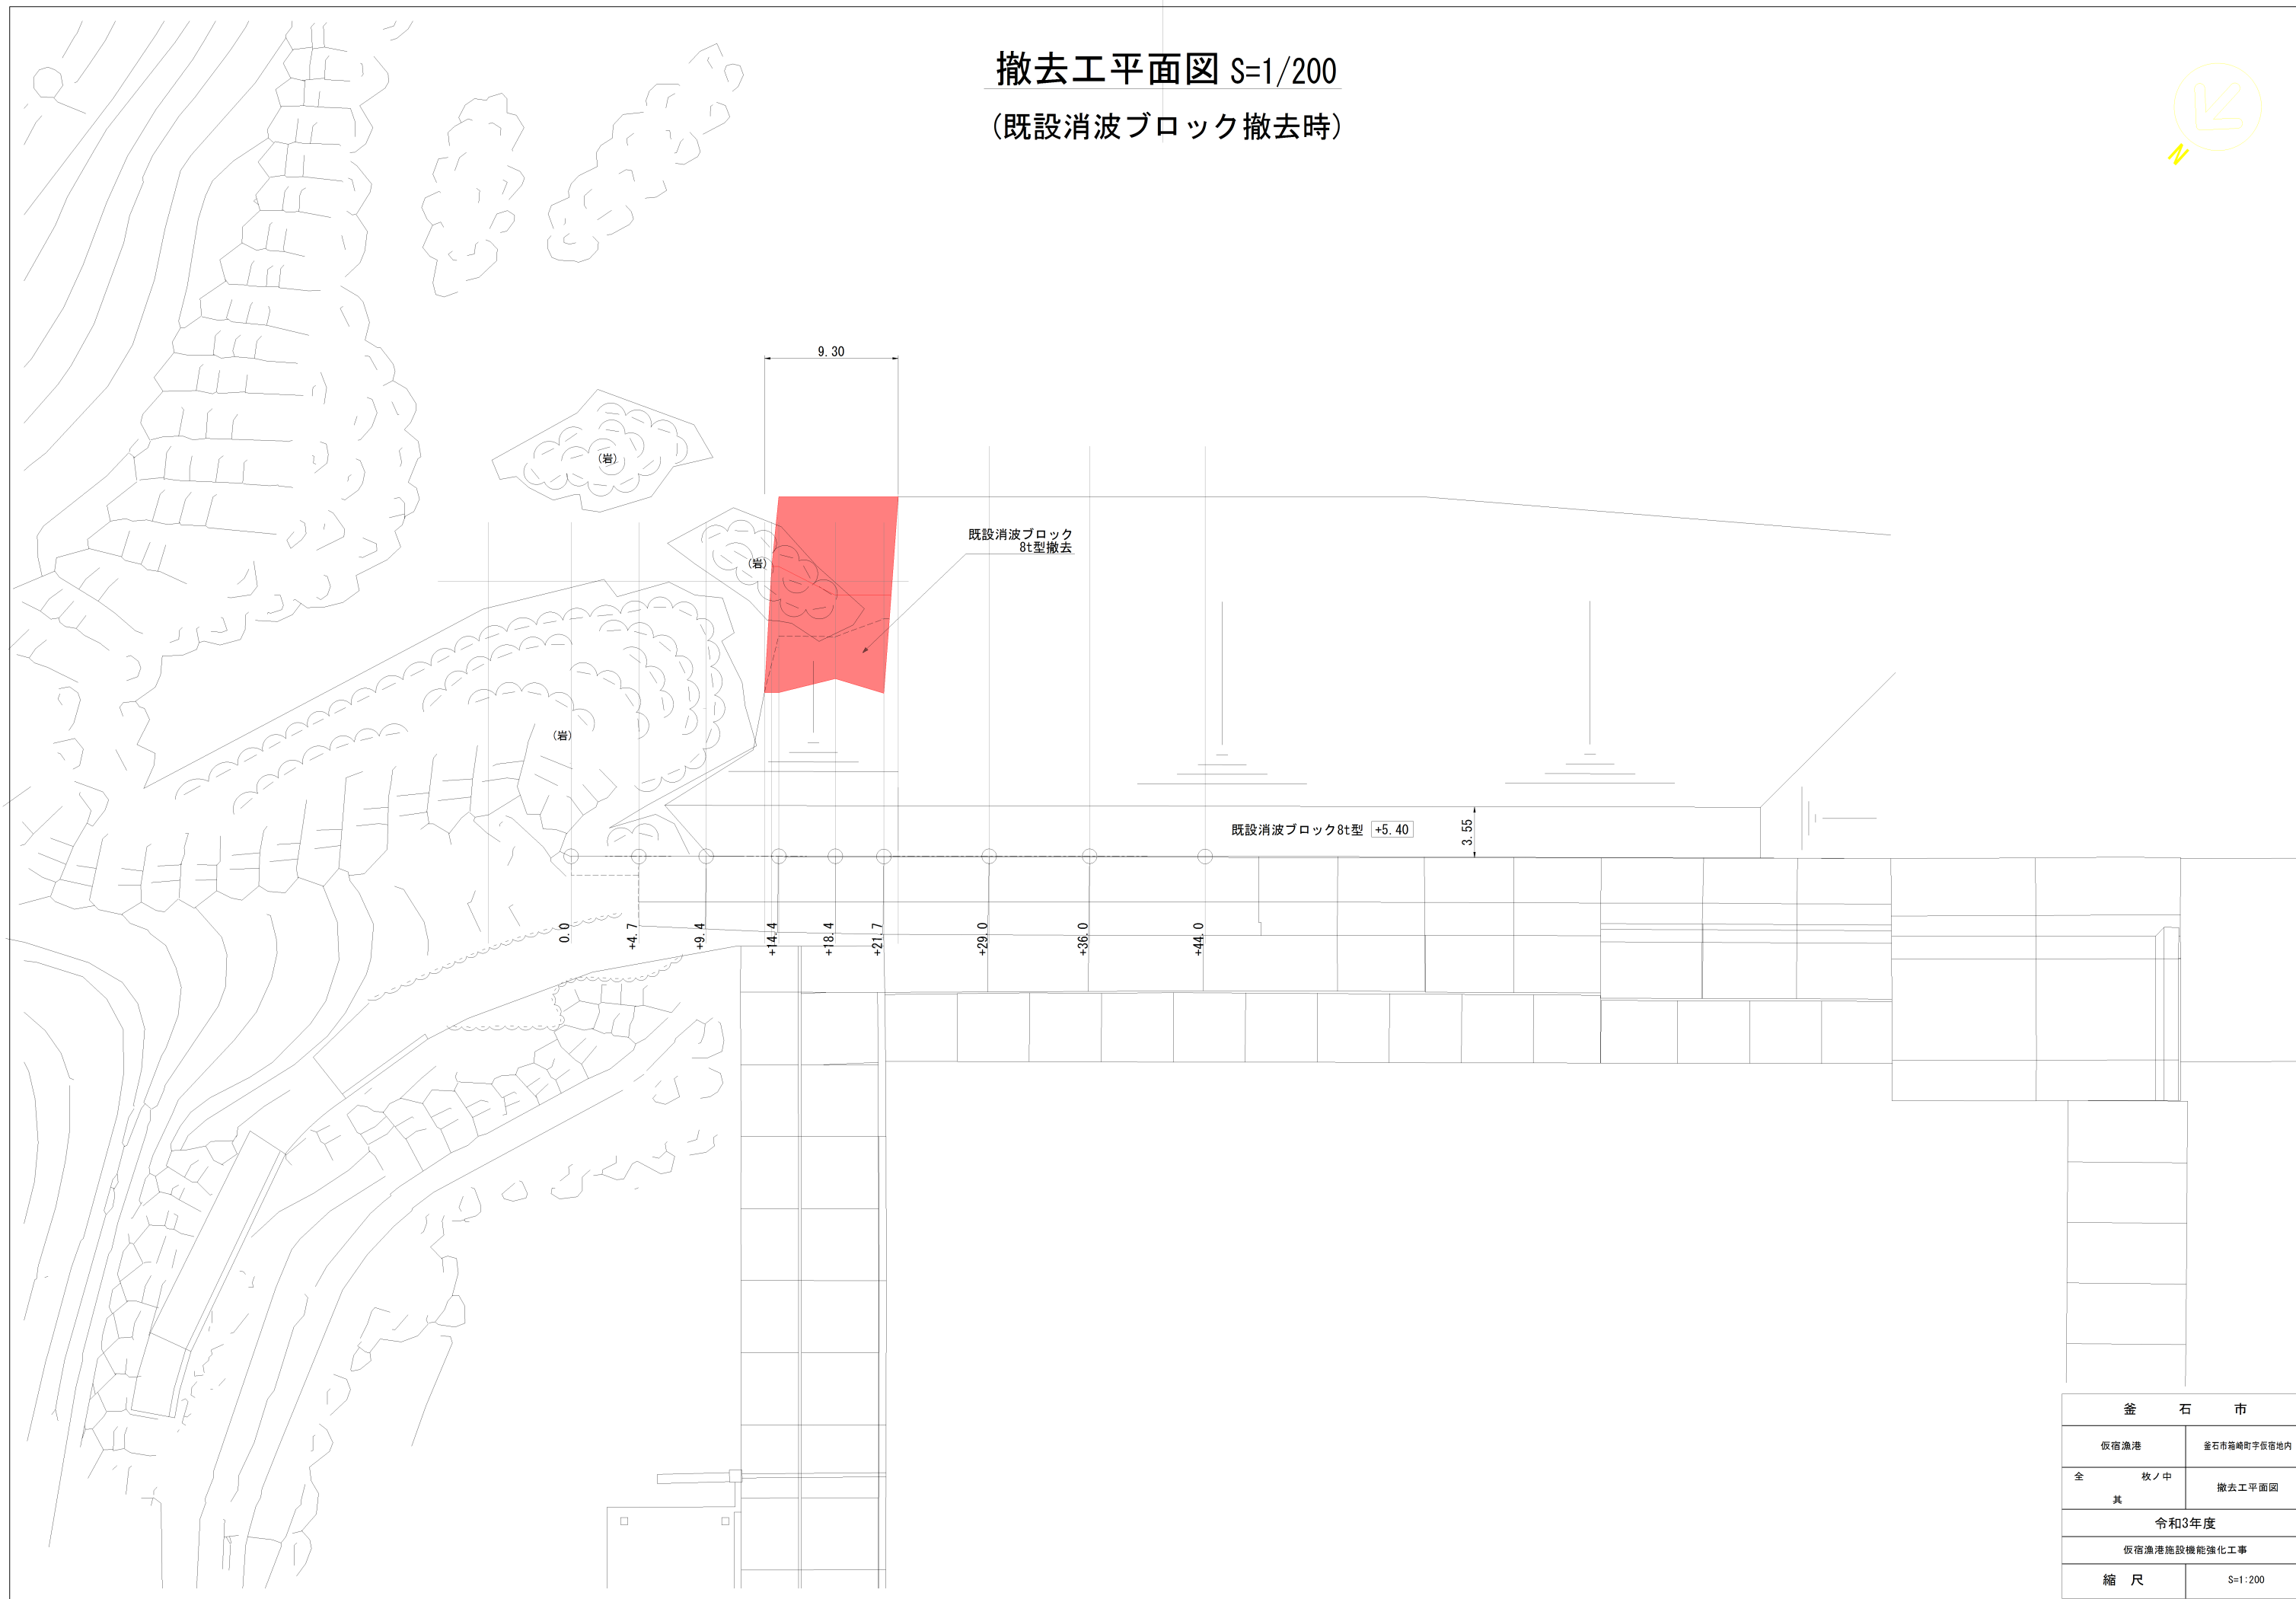 撤去工平面図 S=1/200
(既設消波ブロック撤去時)
N
9.30
(岩)
既設消波ブロック
8t型撤去
(岩)
(岩)
既設消波ブロック8t型 +5.40
3.55
0.0
+4.7
+9.4
+14.4
+18.4
+21.7
+29.0
+36.0
+44.0
釜 石 市
仮宿漁港
釜石市箱崎町字仮宿地内
全 枚ノ中
其
撤去工平面図
令和3年度
仮宿漁港施設機能強化工事
縮 尺
S=1:200